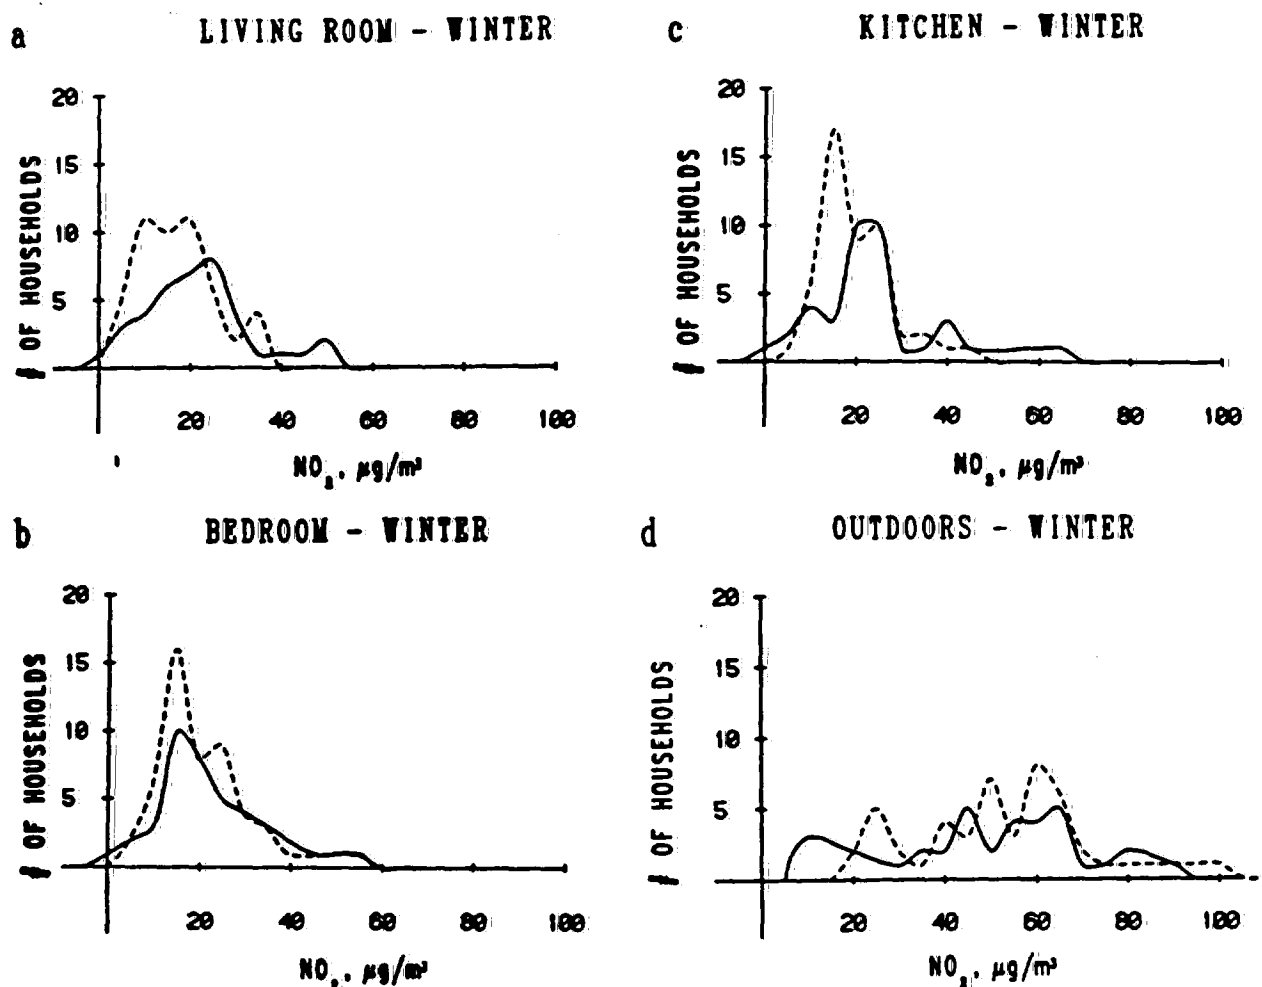 a LIVING ROOM - WINTER
# OF HOUSEHOLDS
20
15
10
5
20 40 60 80 100
NO₂, µg/m³
c KITCHEN - WINTER
# OF HOUSEHOLDS
20
15
10
5
20 40 60 80 100
NO₂, µg/m³
b BEDROOM - WINTER
# OF HOUSEHOLDS
20
15
10
5
20 40 60 80 100
NO₂, µg/m³
d OUTDOORS - WINTER
# OF HOUSEHOLDS
20
15
10
5
20 40 60 80 100
NO₂, µg/m³